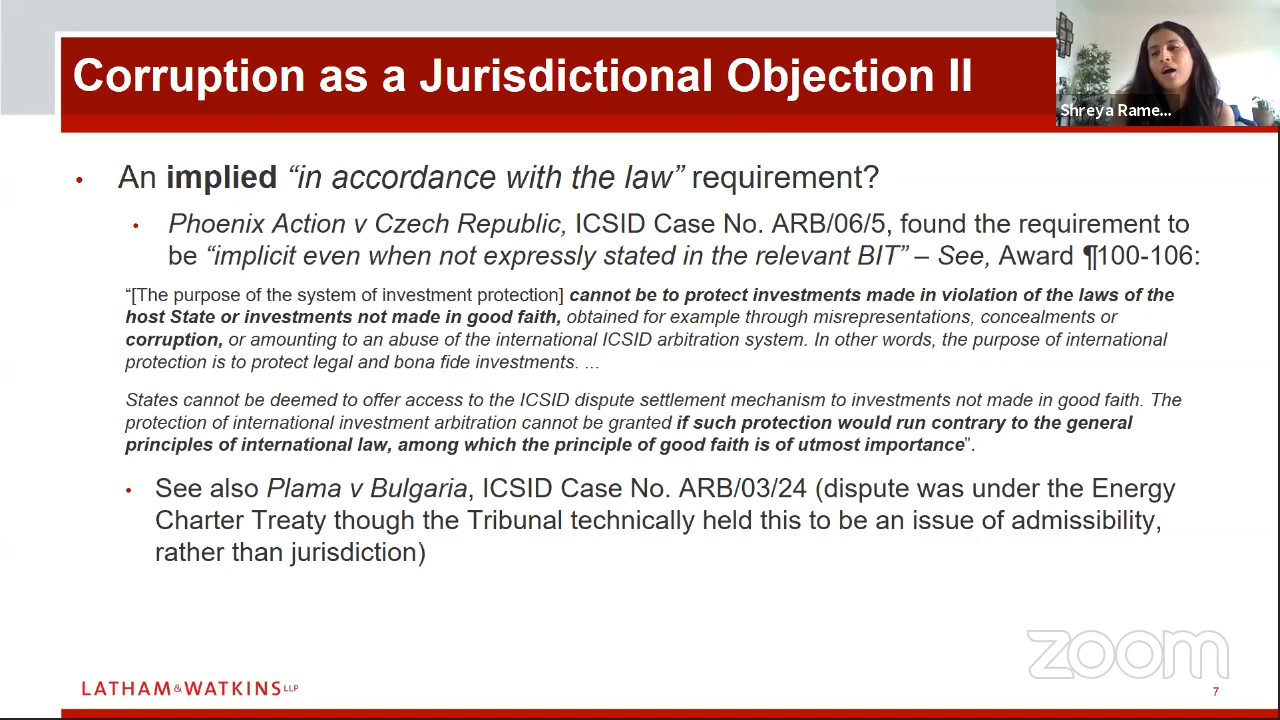 Corruption as a Jurisdictional Objection II
Shreya Rame...
• An implied “in accordance with the law” requirement?
• Phoenix Action v Czech Republic, ICSID Case No. ARB/06/5, found the requirement to
be “implicit even when not expressly stated in the relevant BIT” – See, Award ¶100-106:
“[The purpose of the system of investment protection] cannot be to protect investments made in violation of the laws of the
host State or investments not made in good faith, obtained for example through misrepresentations, concealments or
corruption, or amounting to an abuse of the international ICSID arbitration system. In other words, the purpose of international
protection is to protect legal and bona fide investments. ...
States cannot be deemed to offer access to the ICSID dispute settlement mechanism to investments not made in good faith. The
protection of international investment arbitration cannot be granted if such protection would run contrary to the general
principles of international law, among which the principle of good faith is of utmost importance”.
• See also Plama v Bulgaria, ICSID Case No. ARB/03/24 (dispute was under the Energy
Charter Treaty though the Tribunal technically held this to be an issue of admissibility,
rather than jurisdiction)
zoom
LATHAM&WATKINS LLP
7